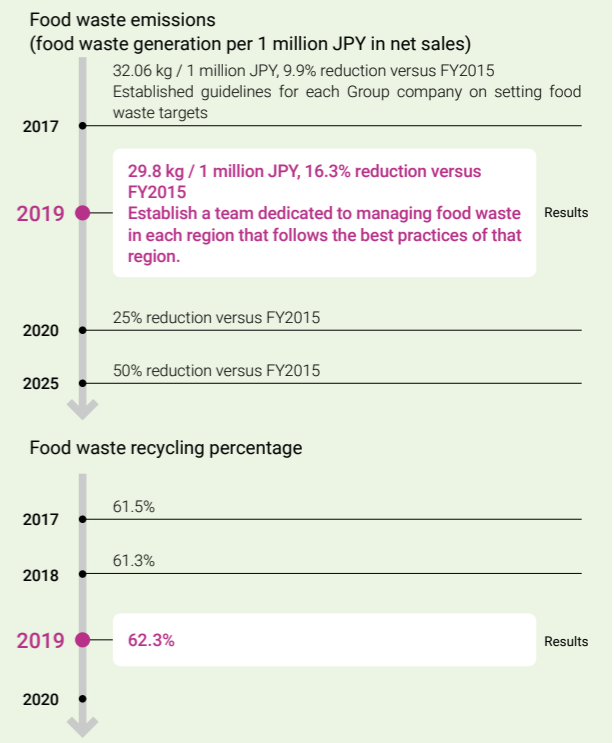 Food waste emissions
(food waste generation per 1 million JPY in net sales)
32.06 kg / 1 million JPY, 9.9% reduction versus FY2015
Established guidelines for each Group company on setting food
waste targets
2017
29.8 kg / 1 million JPY, 16.3% reduction versus
FY2015
Establish a team dedicated to managing food waste
in each region that follows the best practices of that
region.
2019
Results
25% reduction versus FY2015
2020
50% reduction versus FY2015
2025
Food waste recycling percentage
61.5%
2017
61.3%
2018
2019
62.3%
Results
2020